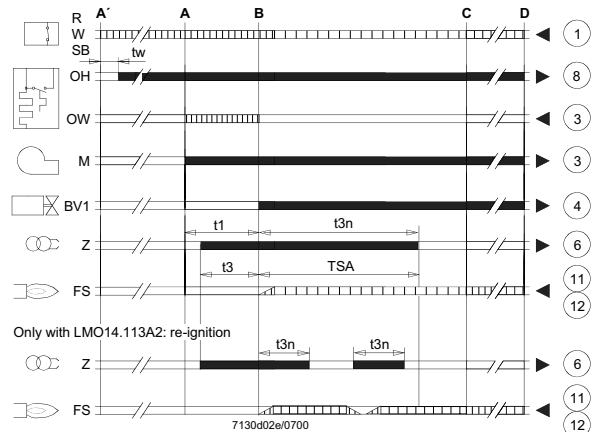 A´ A B C D
R
W 1
SB tw
OH 8
OW 3
M 3
BV1 4
t1 t3n
Z 6
t3 TSA
11
FS
12
Only with LMO14.113A2: re-ignition
t3n t3n
Z 6
11
FS
7130d02e/0700 12